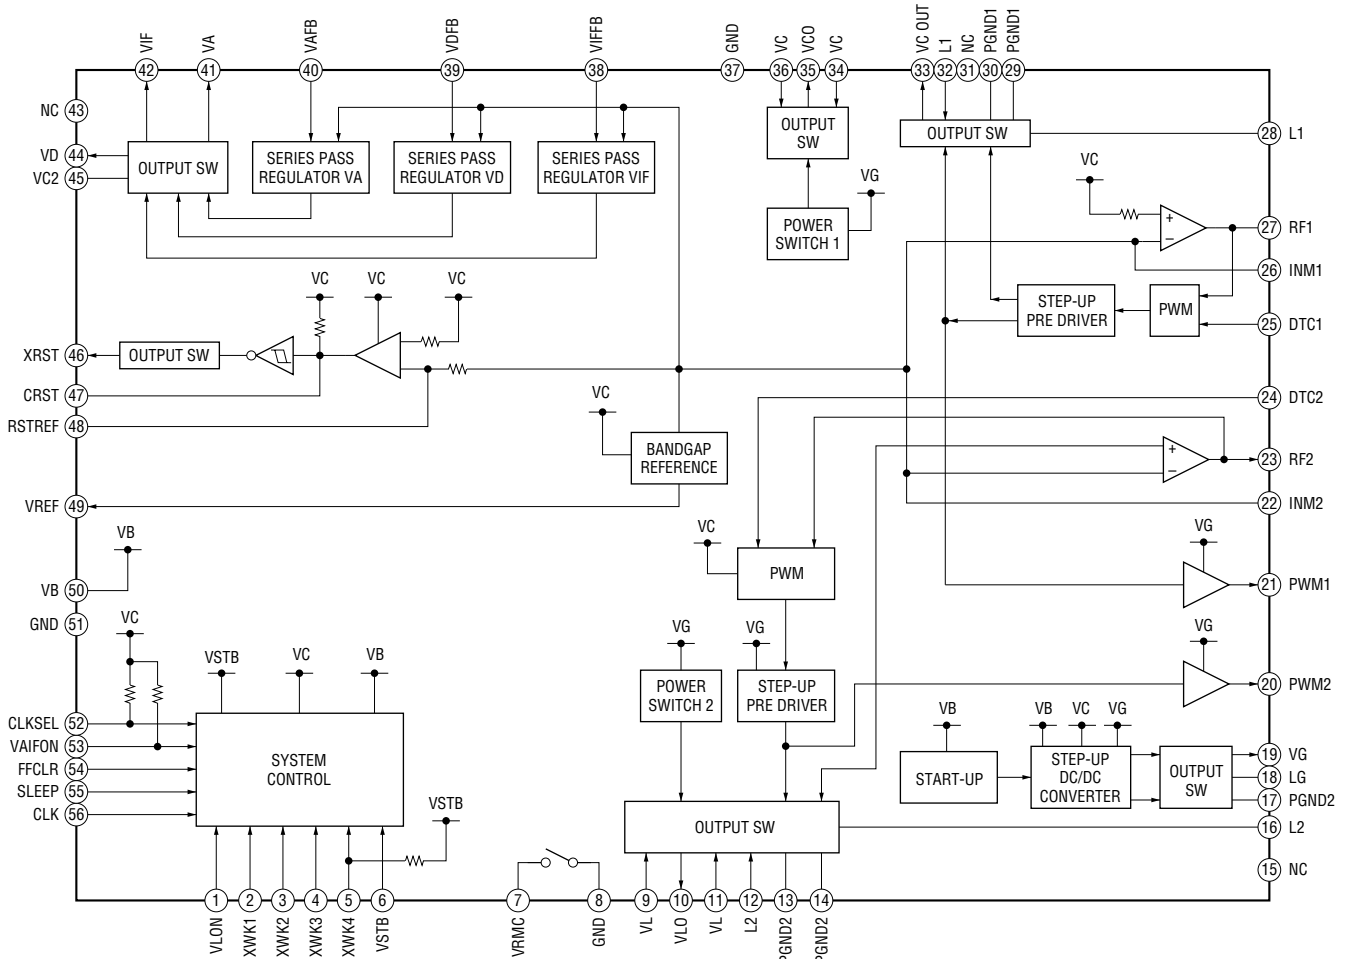 VIF
VA
VAFB
VDFB
VIFFB
GND
VC
VCO
VC
VC OUT
L1
NC
PGND1
PGND1
42
41
40
39
38
37
36
35
34
33
32
31
30
29
NC 43
VD 44
VC2 45
OUTPUT SW
SERIES PASS
REGULATOR VA
SERIES PASS
REGULATOR VD
SERIES PASS
REGULATOR VIF
OUTPUT
SW
OUTPUT SW
28 L1
VG
POWER
SWITCH 1
VC
+
−
27 RF1
26 INM1
VC
VC
VC
STEP-UP
PRE DRIVER
PWM
25 DTC1
XRST 46
OUTPUT SW
CRST 47
RSTREF 48
VC
BANDGAP
REFERENCE
24 DTC2
+
−
23 RF2
22 INM2
VREF 49
VB
VB 50
GND 51
VC
PWM
VG
21 PWM1
VC
VSTB
VC
VB
VG
VG
POWER
SWITCH 2
STEP-UP
PRE DRIVER
VG
20 PWM2
CLKSEL 52
VAIFON 53
FFCLR 54
SLEEP 55
CLK 56
SYSTEM
CONTROL
VSTB
VB
VB
VC
VG
START-UP
STEP-UP
DC/DC
CONVERTER
OUTPUT
SW
19 VG
18 LG
17 PGND2
OUTPUT SW
16 L2
15 NC
1
2
3
4
5
6
7
8
9
10
11
12
13
14
VLON
XWK1
XWK2
XWK3
XWK4
VSTB
VRMC
GND
VL
VLO
VL
L2
PGND2
PGND2